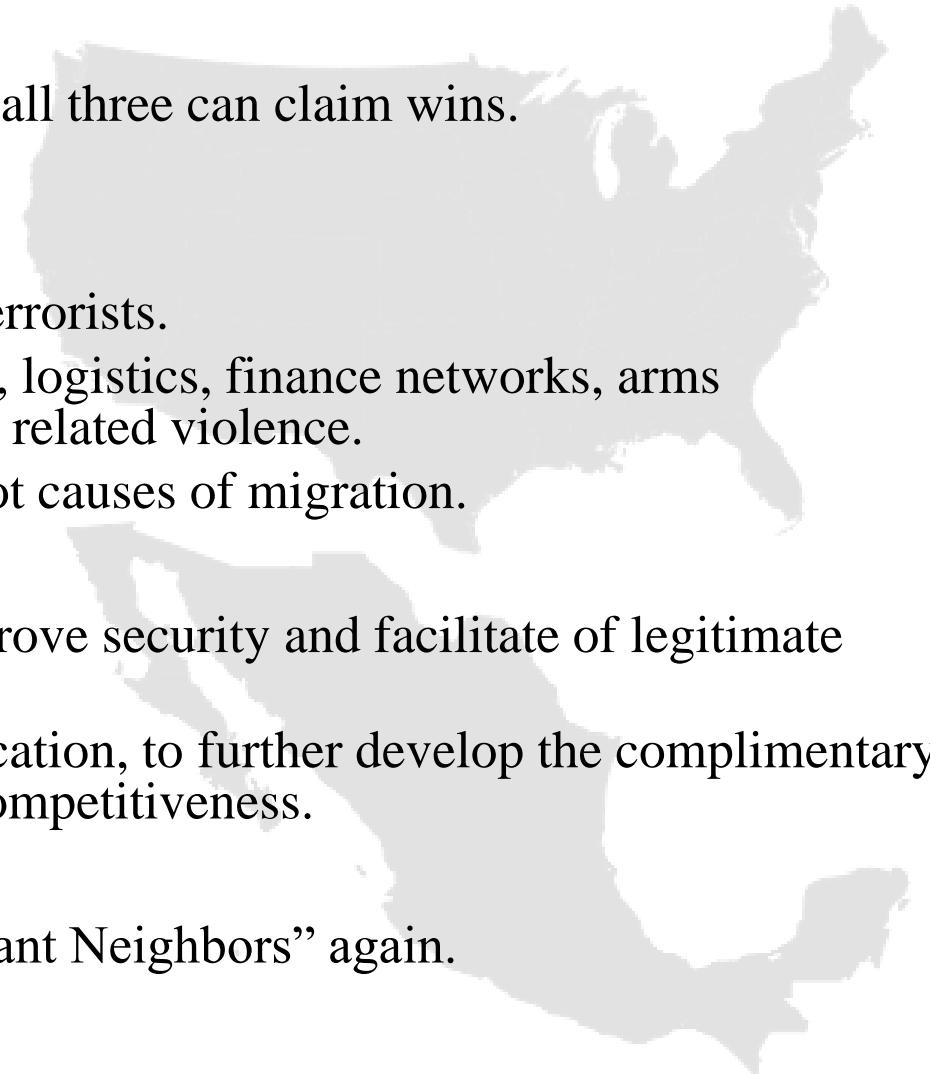 all three can claim wins.
errorists.
, logistics, finance networks, arms
related violence.
ot causes of migration.
rove security and facilitate of legitimate
cation, to further develop the complimentary
ompetitiveness.
ant Neighbors” again.